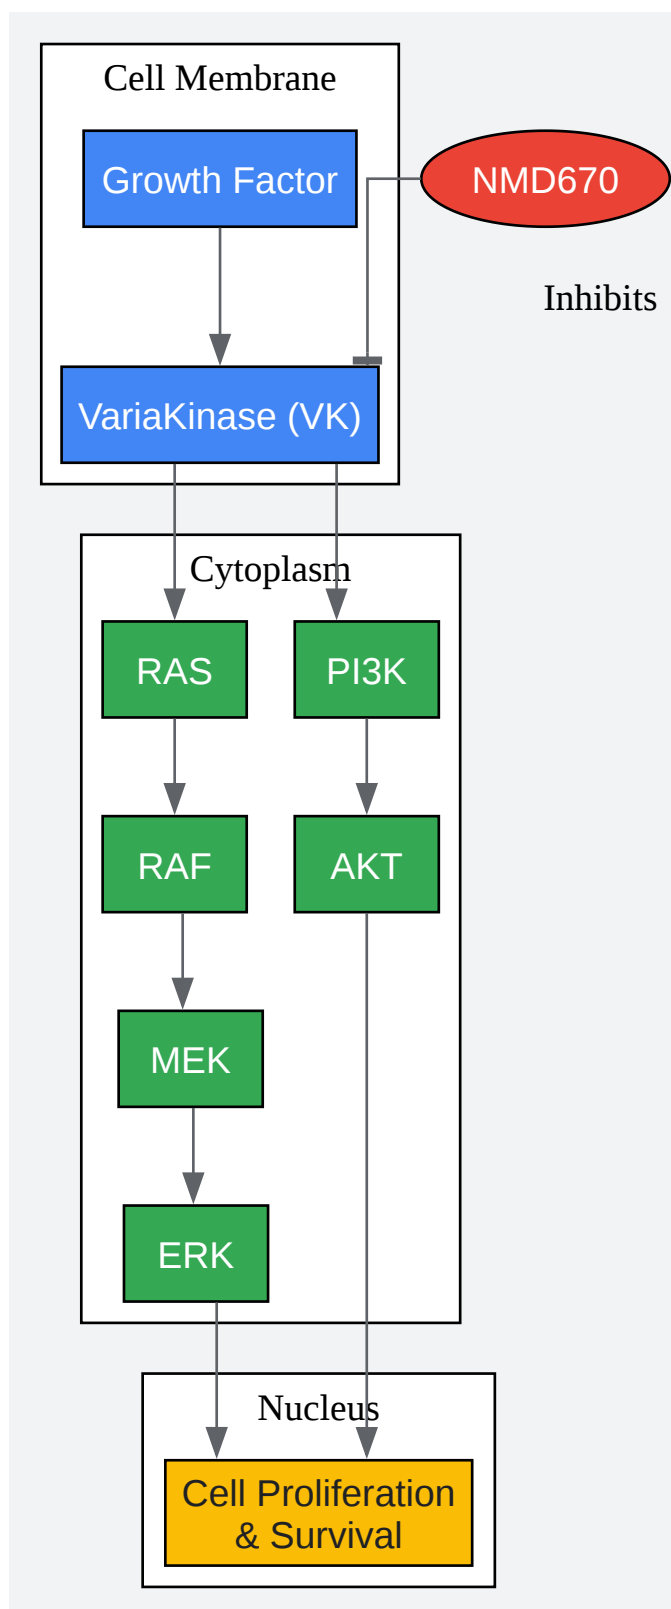 Cell Membrane
Growth Factor
NMD670
Inhibits
VariaKinase (VK)
Cytoplasm
RAS
PI3K
RAF
AKT
MEK
ERK
Nucleus
Cell Proliferation
& Survival